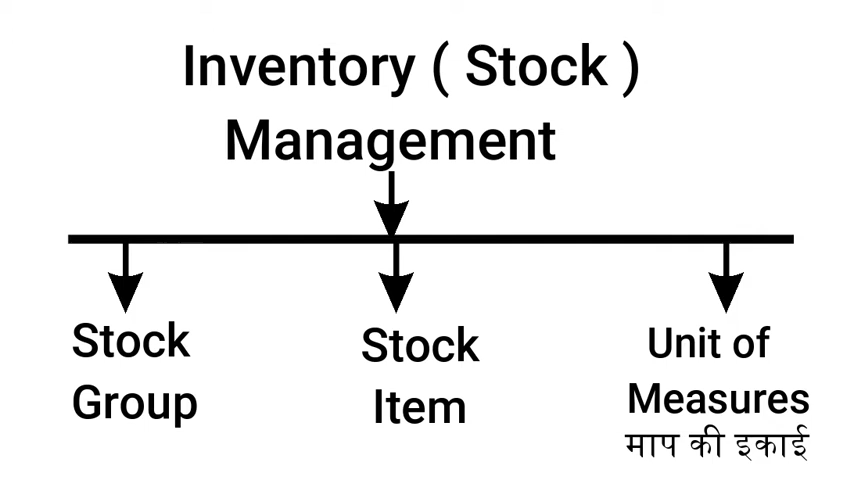 Inventory ( Stock )
Management
Stock
Group
Stock
Item
Unit of
Measures
माप की इकाई